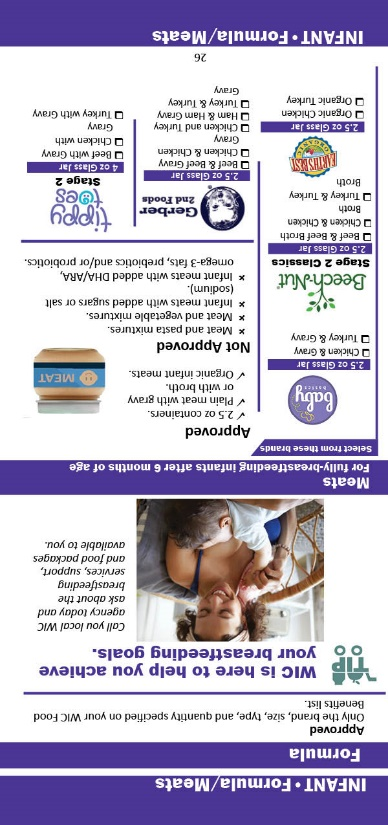 INFANT • Formula/Meats
Formula
Approved
Only the brand, size, type, and quantity specified on your WIC Food
Benefits list.
TIP
WIC is here to help you achieve
your breastfeeding goals.
Call you local WIC
agency today and
ask about the
breastfeeding
services, support,
and food packages
available to you.
Meats
For fully-breastfeeding infants after 6 months of age
Select from these brands
baby
basics
2.5 oz Glass Jar
Chicken & Gravy
Turkey & Gravy
Beech-Nut
Stage 2 Classics
2.5 oz Glass Jar
Beef & Beef Broth
Chicken & Chicken
Broth
Turkey & Turkey
Broth
EARTH'S BEST
2.5 oz Glass Jar
Organic Chicken
Organic Turkey
Approved
✓ 2.5 oz containers.
✓ Plain meat with gravy
or with broth.
✓ Organic infant meats.
MEAT
Not Approved
× Meat and pasta mixtures.
× Meat and vegetable mixtures.
× Infant meats with added sugars or salt
(sodium).
× Infant meats with added DHA/ARA,
omega-3 fats, prebiotics and/or probiotics.
Gerber
2nd Foods
2.5 oz Glass Jar
Beef & Beef Gravy
Chicken & Chicken
Gravy
Chicken and Turkey
Ham & Ham Gravy
Turkey & Turkey
Gravy
tippy
toes
Stage 2
4 oz Glass Jar
Beef with Gravy
Chicken with
Gravy
Turkey with Gravy
26
INFANT • Formula/Meats